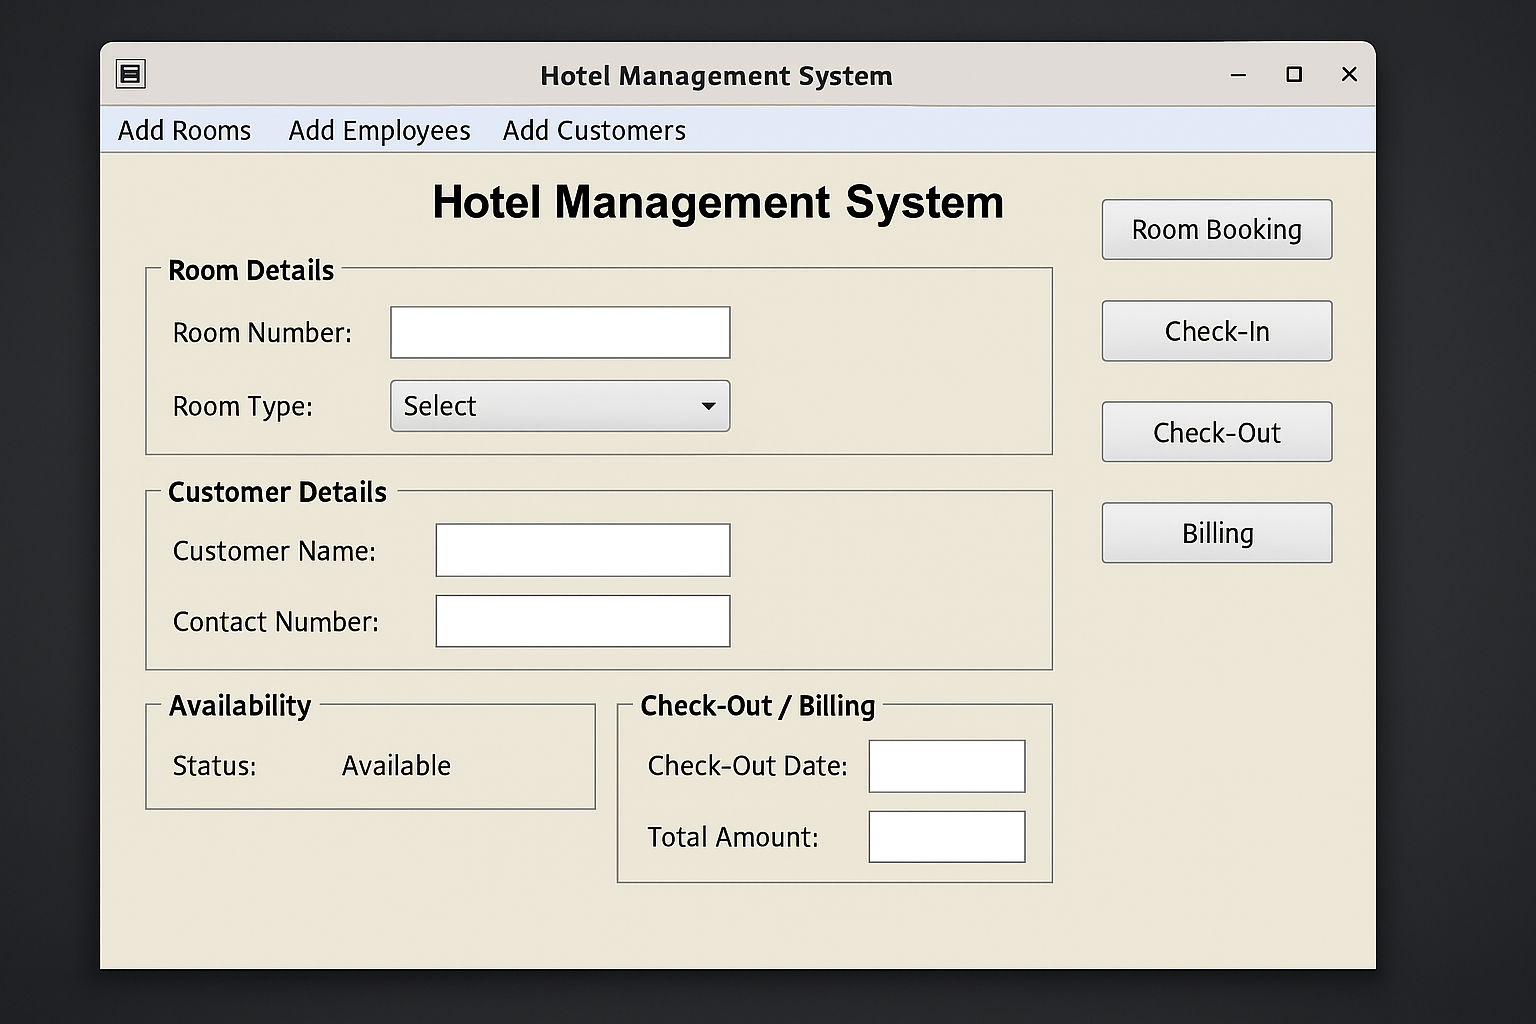 Hotel Management System
Add Rooms Add Employees Add Customers
Hotel Management System
Room Details
Room Number:
Room Type: Select
Customer Details
Customer Name:
Contact Number:
Availability
Status: Available
Check-Out / Billing
Check-Out Date:
Total Amount:
Room Booking
Check-In
Check-Out
Billing